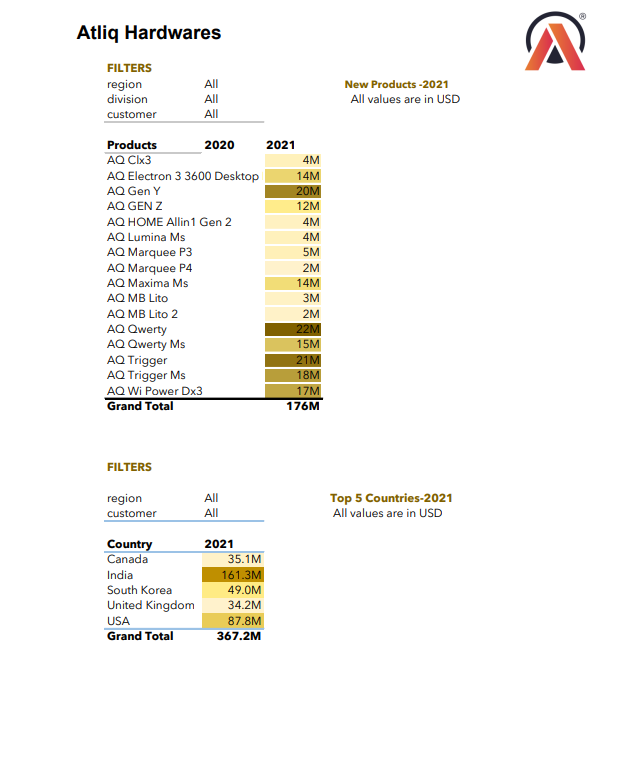 Atliq Hardwares
®
FILTERS
region All
division All
customer All
New Products -2021
All values are in USD
Products 2020 2021
AQ Clx3 4M
AQ Electron 3 3600 Desktop 14M
AQ Gen Y 20M
AQ GEN Z 12M
AQ HOME Allin1 Gen 2 4M
AQ Lumina Ms 4M
AQ Marquee P3 5M
AQ Marquee P4 2M
AQ Maxima Ms 14M
AQ MB Lito 3M
AQ MB Lito 2 2M
AQ Qwerty 22M
AQ Qwerty Ms 15M
AQ Trigger 21M
AQ Trigger Ms 18M
AQ Wi Power Dx3 17M
Grand Total 176M
FILTERS
region All
customer All
Top 5 Countries-2021
All values are in USD
Country 2021
Canada 35.1M
India 161.3M
South Korea 49.0M
United Kingdom 34.2M
USA 87.8M
Grand Total 367.2M